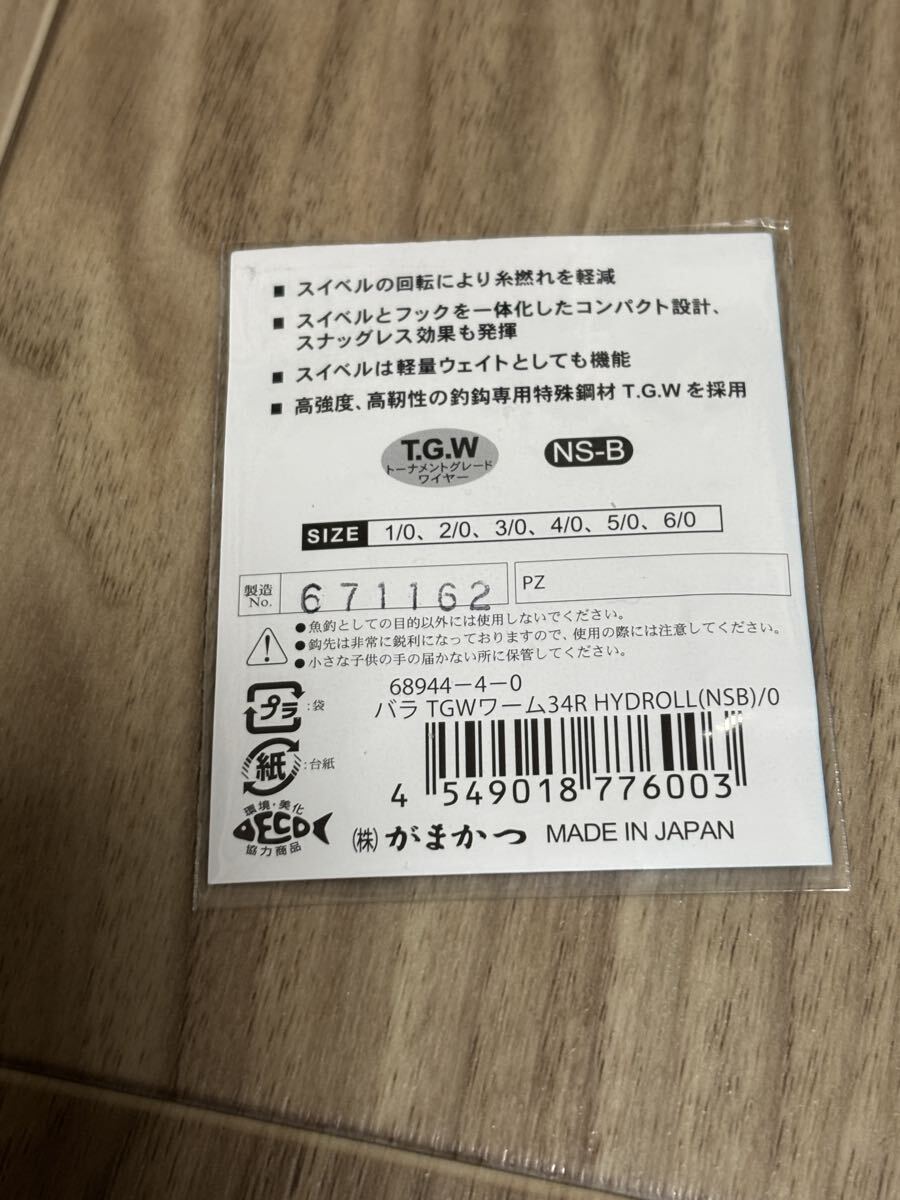 ■ スイベルの回転により糸撚れを軽減
■ スイベルとフックを一体化したコンパクト設計、
スナッグレス効果も発揮
■ スイベルは軽量ウェイトとしても機能
■ 高強度、高靭性の釣鈎専用特殊鋼材 T.G.W を採用
T.G.W
トーナメントグレード
ワイヤー
NS-B
SIZE 1/0、2/0、3/0、4/0、5/0、6/0
製造
No. 671162
PZ
●魚釣としての目的以外には使用しないでください。
●鈎先は非常に鋭利になっておりますので、使用の際には注意してください。
●小さな子供の手の届かない所に保管してください。
68944-4-0
バラ TGWワーム34R HYDROLL(NSB)/0
プラ :袋
紙 :台紙
4 549018 776003
環境・美化
ECO
協力商品
(株) がまかつ MADE IN JAPAN